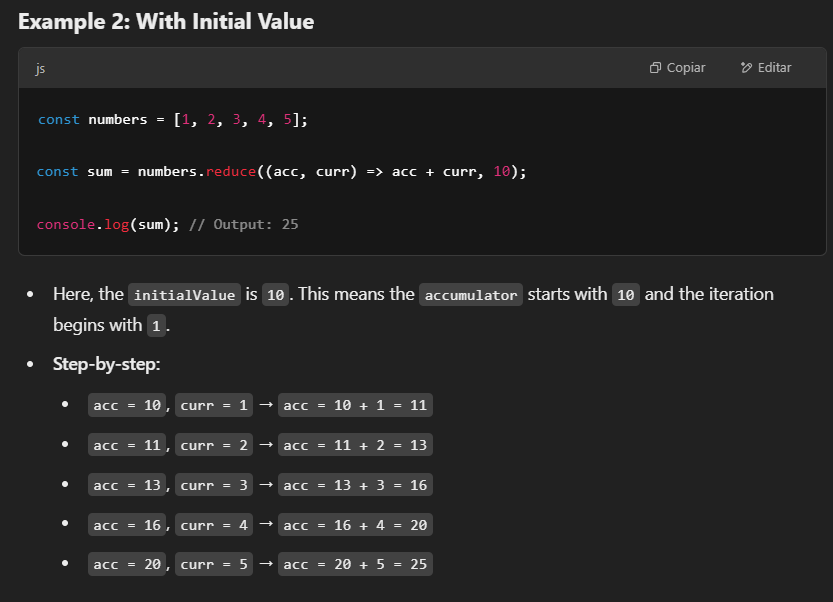 Example 2: With Initial Value
js
Copiar
Editar
const numbers = [1, 2, 3, 4, 5];
const sum = numbers.reduce((acc, curr) => acc + curr, 10);
console.log(sum); // Output: 25
• Here, the initialValue is 10. This means the accumulator starts with 10 and the iteration
begins with 1.
• Step-by-step:
• acc = 10, curr = 1 → acc = 10 + 1 = 11
• acc = 11, curr = 2 → acc = 11 + 2 = 13
• acc = 13, curr = 3 → acc = 13 + 3 = 16
• acc = 16, curr = 4 → acc = 16 + 4 = 20
• acc = 20, curr = 5 → acc = 20 + 5 = 25